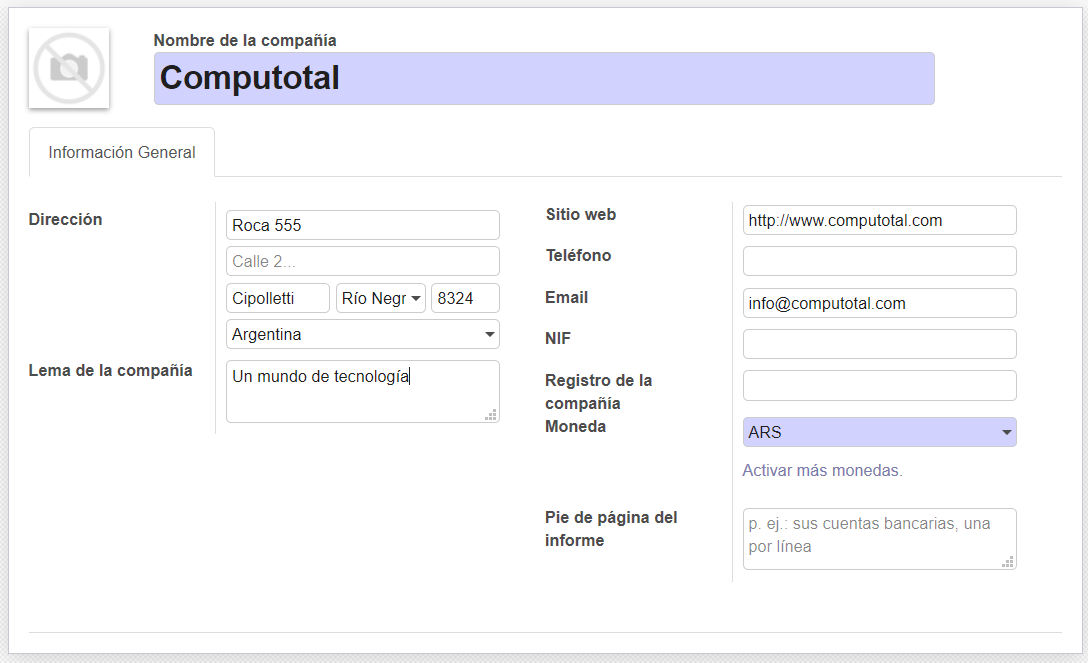 Nombre de la compañía
Computotal
Información General
Dirección
Roca 555
Calle 2...
Cipolletti Río Negr 8324
Argentina
Lema de la compañía
Un mundo de tecnología
Sitio web
http://www.computotal.com
Teléfono
Email
info@computotal.com
NIF
Registro de la
compañía
Moneda
ARS
Activar más monedas.
Pie de página del
informe
p. ej.: sus cuentas bancarias, una
por línea